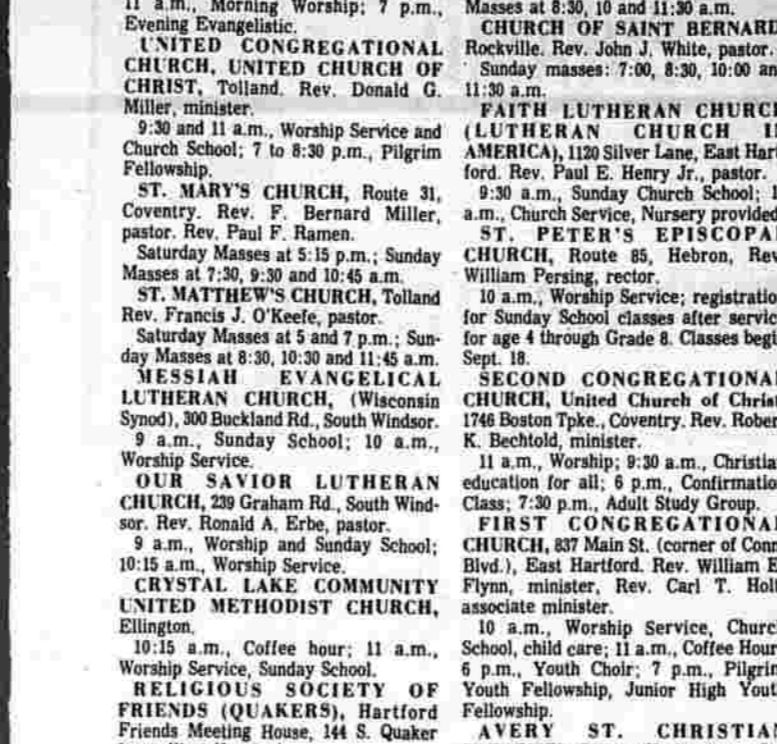 11 a.m., Morning Worship; 7 p.m.,
Evening Evangelistic.
UNITED CONGREGATIONAL
CHURCH, UNITED CHURCH OF
CHRIST, Tolland. Rev. Donald G.
Miller, minister.
9:30 and 11 a.m., Worship Service and
Church School; 7 to 8:30 p.m., Pilgrim
Fellowship.
ST. MARY'S CHURCH, Route 31,
Coventry. Rev. F. Bernard Miller,
pastor. Rev. Paul F. Ramen.
Saturday Masses at 5:15 p.m.; Sunday
Masses at 7:30, 9:30 and 10:45 a.m.
ST. MATTHEW'S CHURCH, Tolland
Rev. Francis J. O'Keefe, pastor.
Saturday Masses at 5 and 7 p.m.; Sun-
day Masses at 8:30, 10:30 and 11:45 a.m.
MESSIAH EVANGELICAL
LUTHERAN CHURCH, (Wisconsin
Synod), 300 Buckland Rd., South Windsor.
9 a.m., Sunday School; 10 a.m.,
Worship Service.
OUR SAVIOR LUTHERAN
CHURCH, 239 Graham Rd., South Wind-
sor. Rev. Ronald A. Erbe, pastor.
9 a.m., Worship and Sunday School;
10:15 a.m., Worship Service.
CRYSTAL LAKE COMMUNITY
UNITED METHODIST CHURCH,
Ellington.
10:15 a.m., Coffee hour; 11 a.m.,
Worship Service, Sunday School.
RELIGIOUS SOCIETY OF
FRIENDS (QUAKERS), Hartford
Friends Meeting House, 144 S. Quaker
Masses at 8:30, 10 and 11:30 a.m.
CHURCH OF SAINT BERNARD
Rockville. Rev. John J. White, pastor.
Sunday masses: 7:00, 8:30, 10:00 an
11:30 a.m.
FAITH LUTHERAN CHURCH
(LUTHERAN CHURCH I
AMERICA), 1120 Silver Lane, East Hart
ford. Rev. Paul E. Henry Jr., pastor.
9:30 a.m., Sunday Church School;
a.m., Church Service, Nursery provided
ST. PETER'S EPISCOPA
CHURCH, Route 85, Hebron, Rev
William Persing, rector.
10 a.m., Worship Service; registratio
for Sunday School classes after servic
for age 4 through Grade 8. Classes begi
Sept. 18.
SECOND CONGREGATIONA
CHURCH, United Church of Christ
1746 Boston Tpke., Coventry. Rev. Rober
K. Bechtold, minister.
11 a.m., Worship; 9:30 a.m., Christia
education for all; 6 p.m., Confirmatio
Class; 7:30 p.m., Adult Study Group.
FIRST CONGREGATIONA
CHURCH, 837 Main St. (corner of Conn
Blvd.), East Hartford. Rev. William E
Flynn, minister, Rev. Carl T. Holt
associate minister.
10 a.m., Worship Service, Churc
School, child care; 11 a.m., Coffee Hour
6 p.m., Youth Choir; 7 p.m., Pilgrim
Youth Fellowship, Junior High Yout
Fellowship.
AVERY ST. CHRISTIA